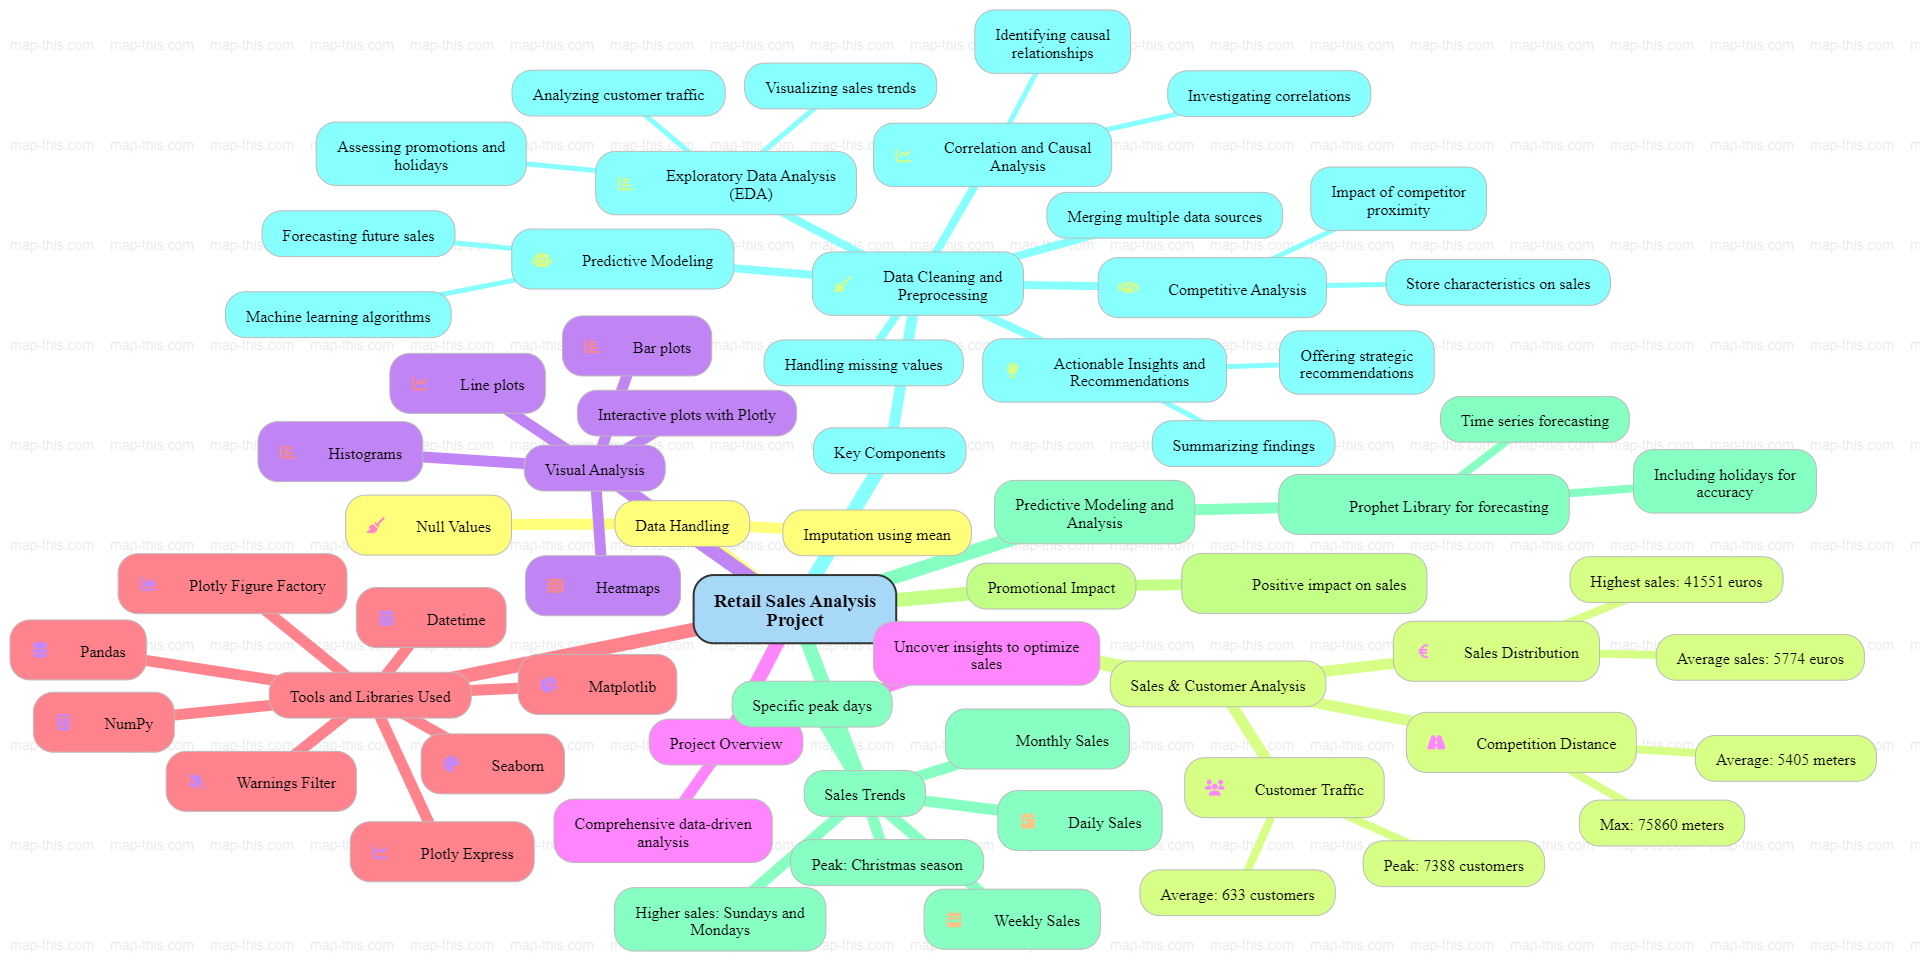 Identifying causal
relationships
Analyzing customer traffic
Visualizing sales trends
Investigating correlations
Assessing promotions and
holidays
Exploratory Data Analysis
(EDA)
Correlation and Causal
Analysis
Merging multiple data sources
Impact of competitor
proximity
Forecasting future sales
Predictive Modeling
Data Cleaning and
Preprocessing
Competitive Analysis
Store characteristics on sales
Machine learning algorithms
Handling missing values
Actionable Insights and
Recommendations
Offering strategic
recommendations
Summarizing findings
Key Components
Bar plots
Line plots
Interactive plots with Plotly
Histograms
Visual Analysis
Heatmaps
Null Values
Data Handling
Imputation using mean
Time series forecasting
Predictive Modeling and
Analysis
Prophet Library for forecasting
Including holidays for
accuracy
Promotional Impact
Positive impact on sales
Retail Sales Analysis
Project
Plotly Figure Factory
Datetime
Pandas
Tools and Libraries Used
Matplotlib
NumPy
Warnings Filter
Seaborn
Plotly Express
Uncover insights to optimize
sales
Project Overview
Comprehensive data-driven
analysis
Specific peak days
Sales Trends
Monthly Sales
Daily Sales
Peak: Christmas season
Higher sales: Sundays and
Mondays
Weekly Sales
Sales & Customer Analysis
Highest sales: 41551 euros
Sales Distribution
Average sales: 5774 euros
Competition Distance
Average: 5405 meters
Max: 75860 meters
Customer Traffic
Peak: 7388 customers
Average: 633 customers
map-this.com